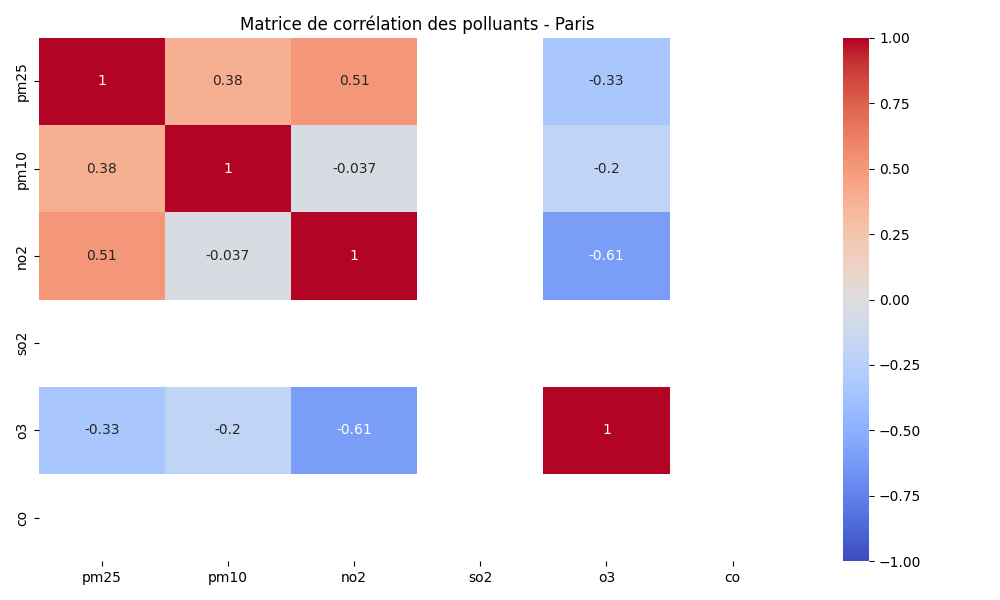 Matrice de corrélation des polluants - Paris
pm25 1 0.38 0.51 -0.33
pm10 0.38 1 -0.037 -0.2
no2 0.51 -0.037 1 -0.61
so2
o3 -0.33 -0.2 -0.61 1
co
pm25 pm10 no2 so2 o3 co
1.00
0.75
0.50
0.25
0.00
−0.25
−0.50
−0.75
−1.00